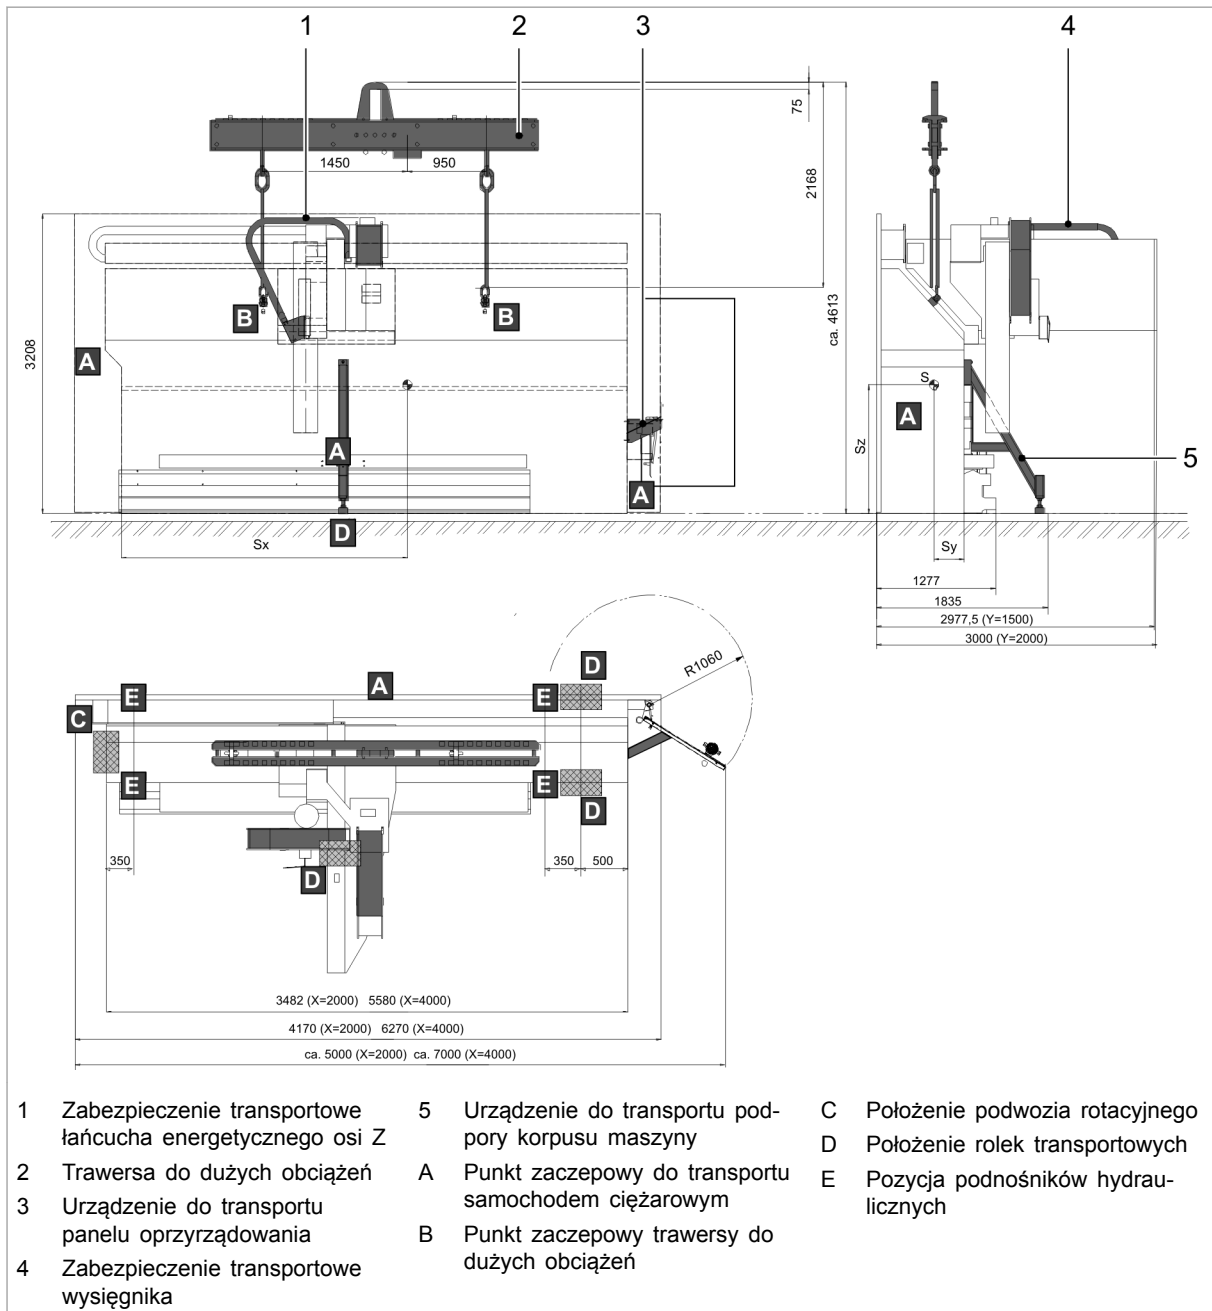 1
2
3
4
75
1450
950
2168
B
B
ca. 4613
3208
A
S
A
Sz
A
5
A
D
Sx
Sy
1277
1835
2977,5 (Y=1500)
3000 (Y=2000)
D
R1060
E
A
E
C
E
E
D
350
350
500
D
3482 (X=2000) 5580 (X=4000)
4170 (X=2000) 6270 (X=4000)
ca. 5000 (X=2000) ca. 7000 (X=4000)
1 Zabezpieczenie transportowe
łańcucha energetycznego osi Z
2 Trawersa do dużych obciążeń
3 Urządzenie do transportu
panelu oprzyrządowania
4 Zabezpieczenie transportowe
wysięgnika
5 Urządzenie do transportu pod-
pory korpusu maszyny
A Punkt zaczepowy do transportu
samochodem ciężarowym
B Punkt zaczepowy trawersy do
dużych obciążeń
C Położenie podwozia rotacyjnego
D Położenie rolek transportowych
E Pozycja podnośników hydrau-
licznych